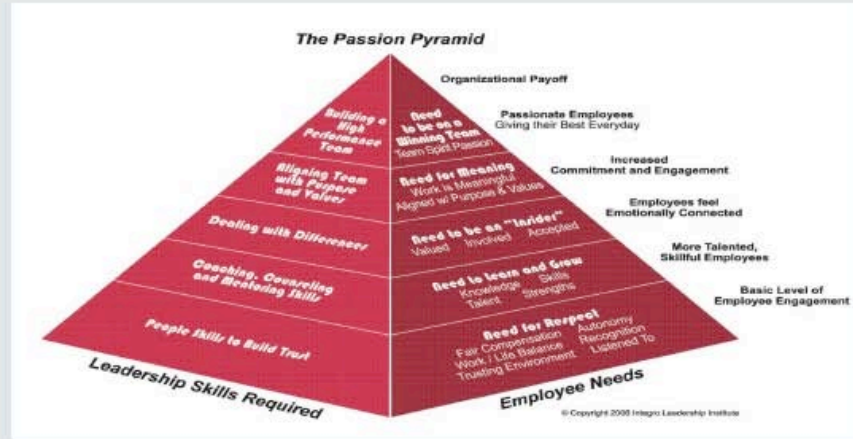 The Passion Pyramid
Organizational Payoff
Building a
High
Performance
Team
Need
to be on a
Winning Team
Team Spirit Passion
Passionate Employees
Giving their Best Everyday
Aligning Team
with Purpose
and Values
Need for Meaning
Work is Meaningful
Aligned w/ Purpose & Values
Increased
Commitment and Engagement
Dealing with Differences
Need to be an "Insider"
Valued Involved Accepted
Employees feel
Emotionally Connected
Coaching, Counseling
and Mentoring Skills
Need to Learn and Grow
Knowledge Skills
Talent Strengths
More Talented,
Skillful Employees
People Skills to Build Trust
Need for Respect
Fair Compensation Autonomy
Work / Life Balance Recognition
Trusting Environment Listened To
Basic Level of
Employee Engagement
Leadership Skills Required
Employee Needs
© Copyright 2008 Integro Leadership Institute